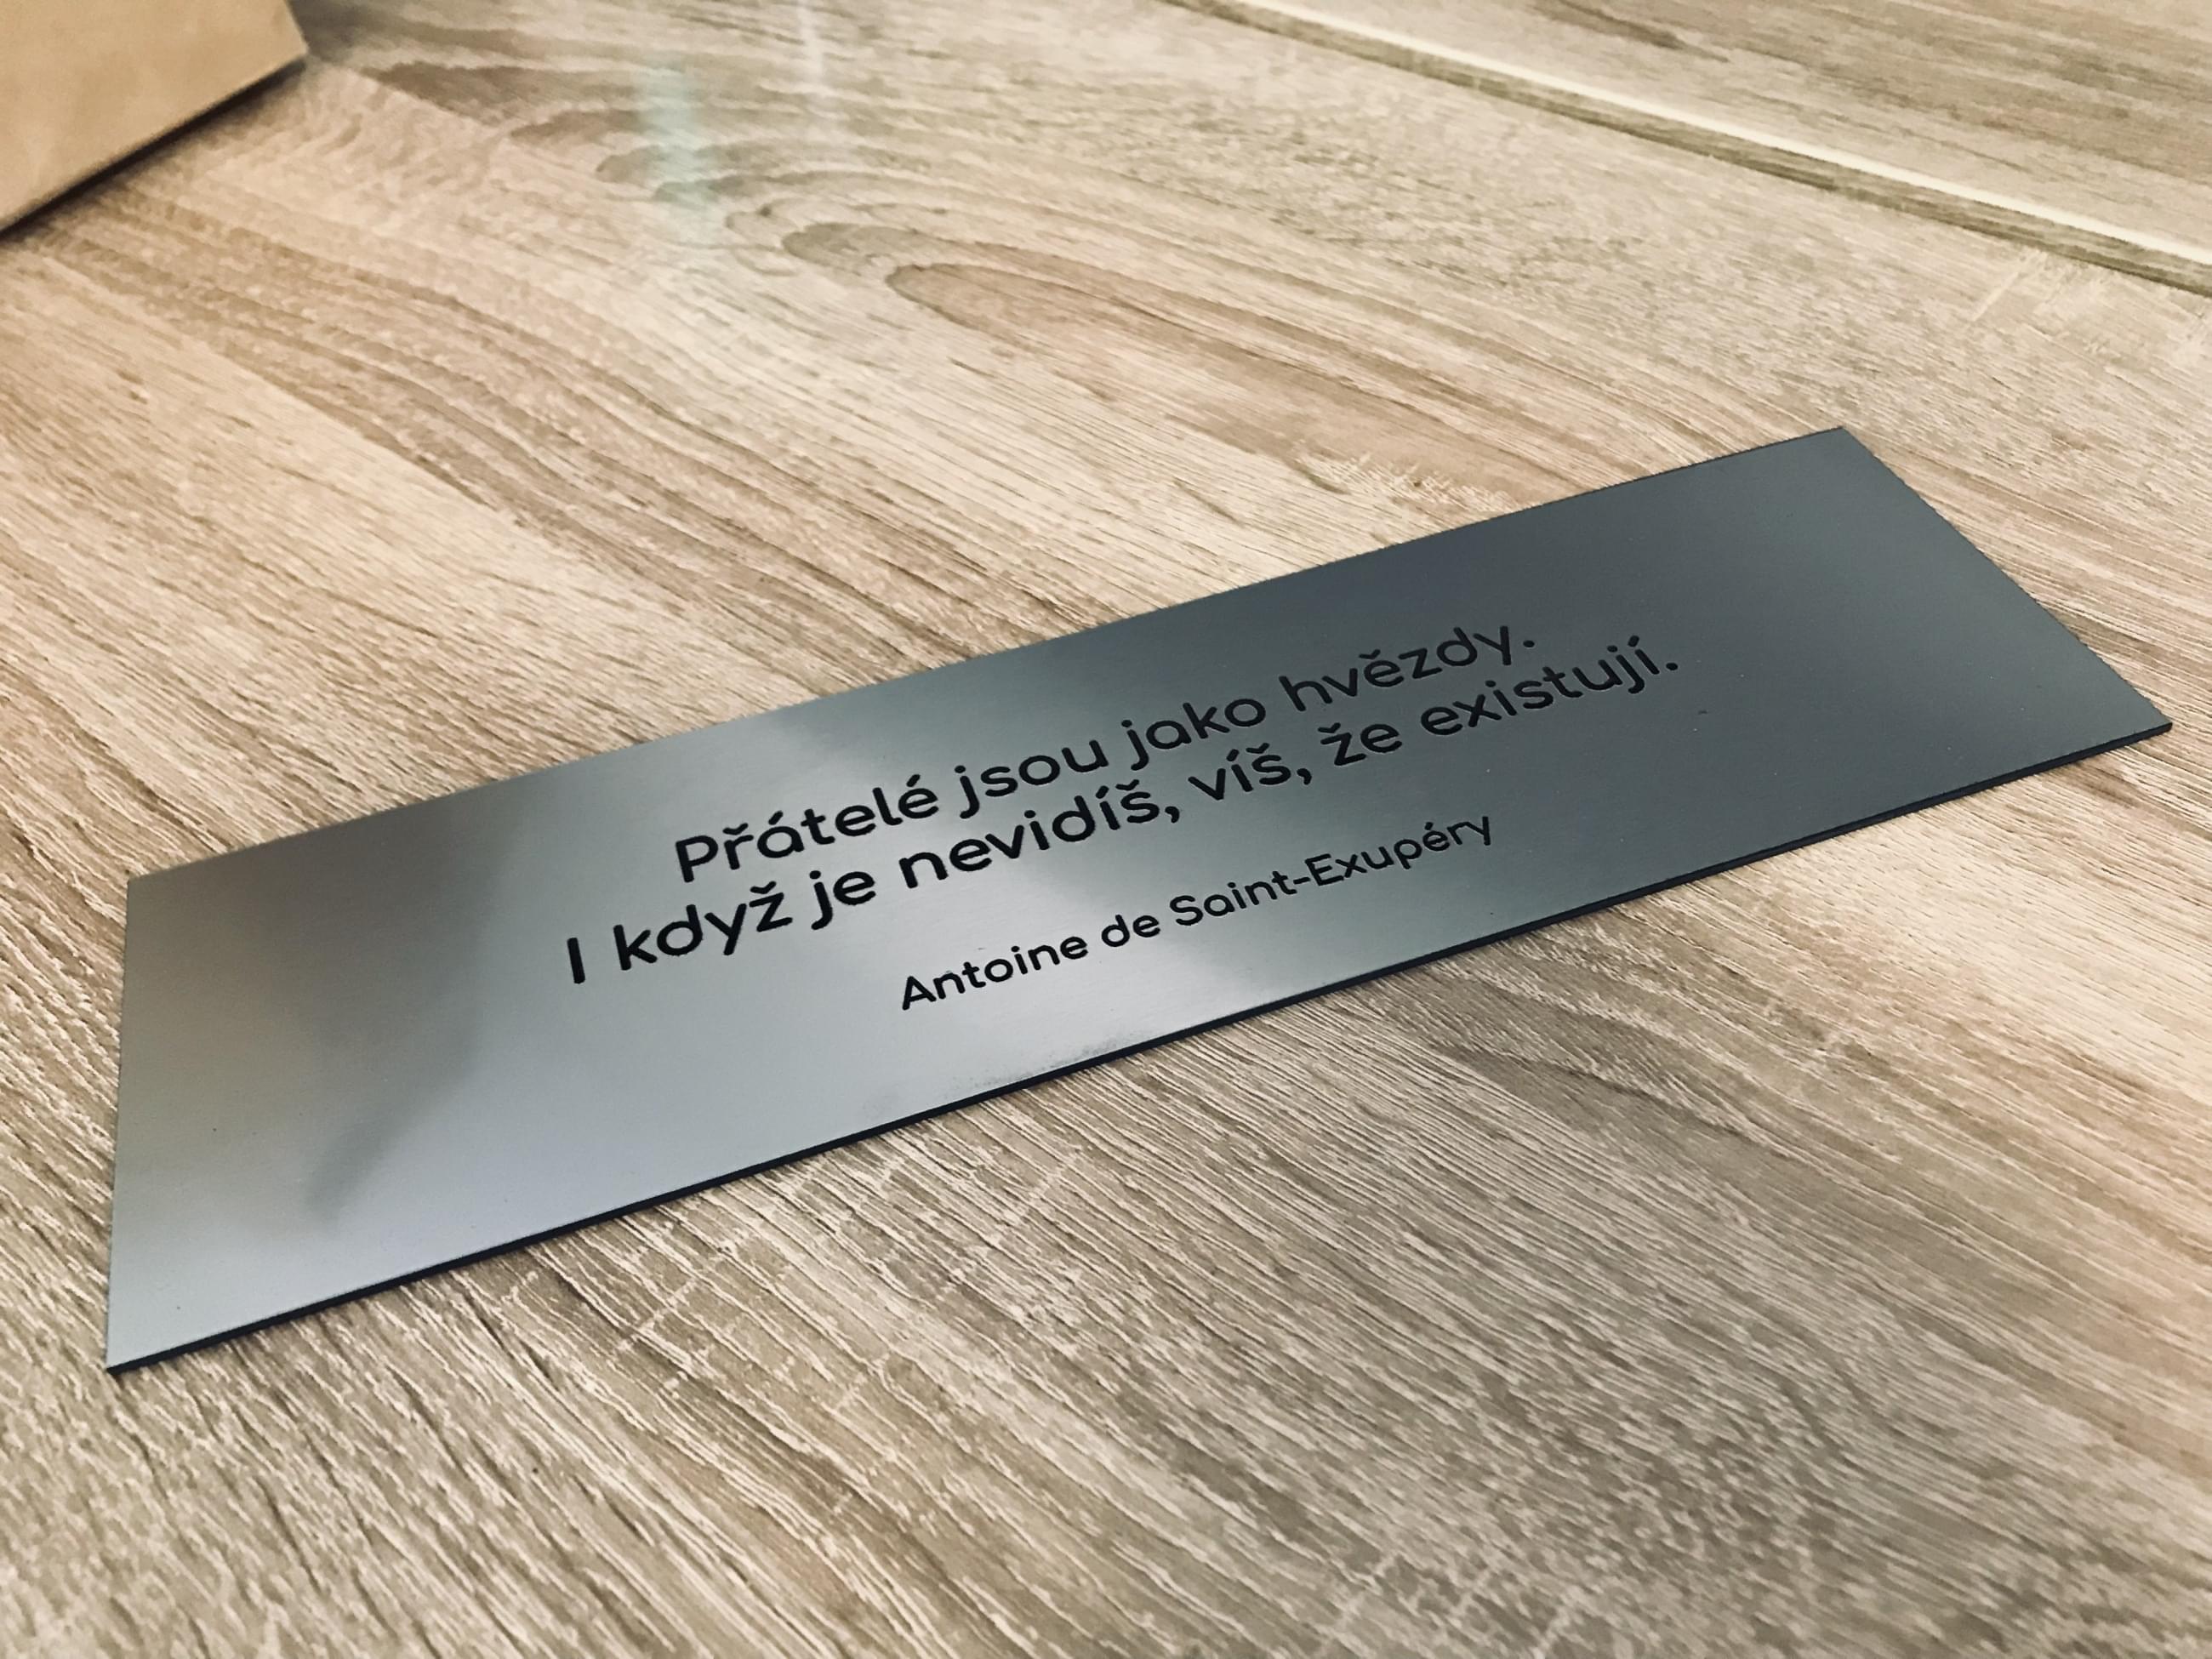 Přátelé jsou jako hvězdy.
I když je nevidíš, víš, že existují.
Antoine de Saint-Exupéry